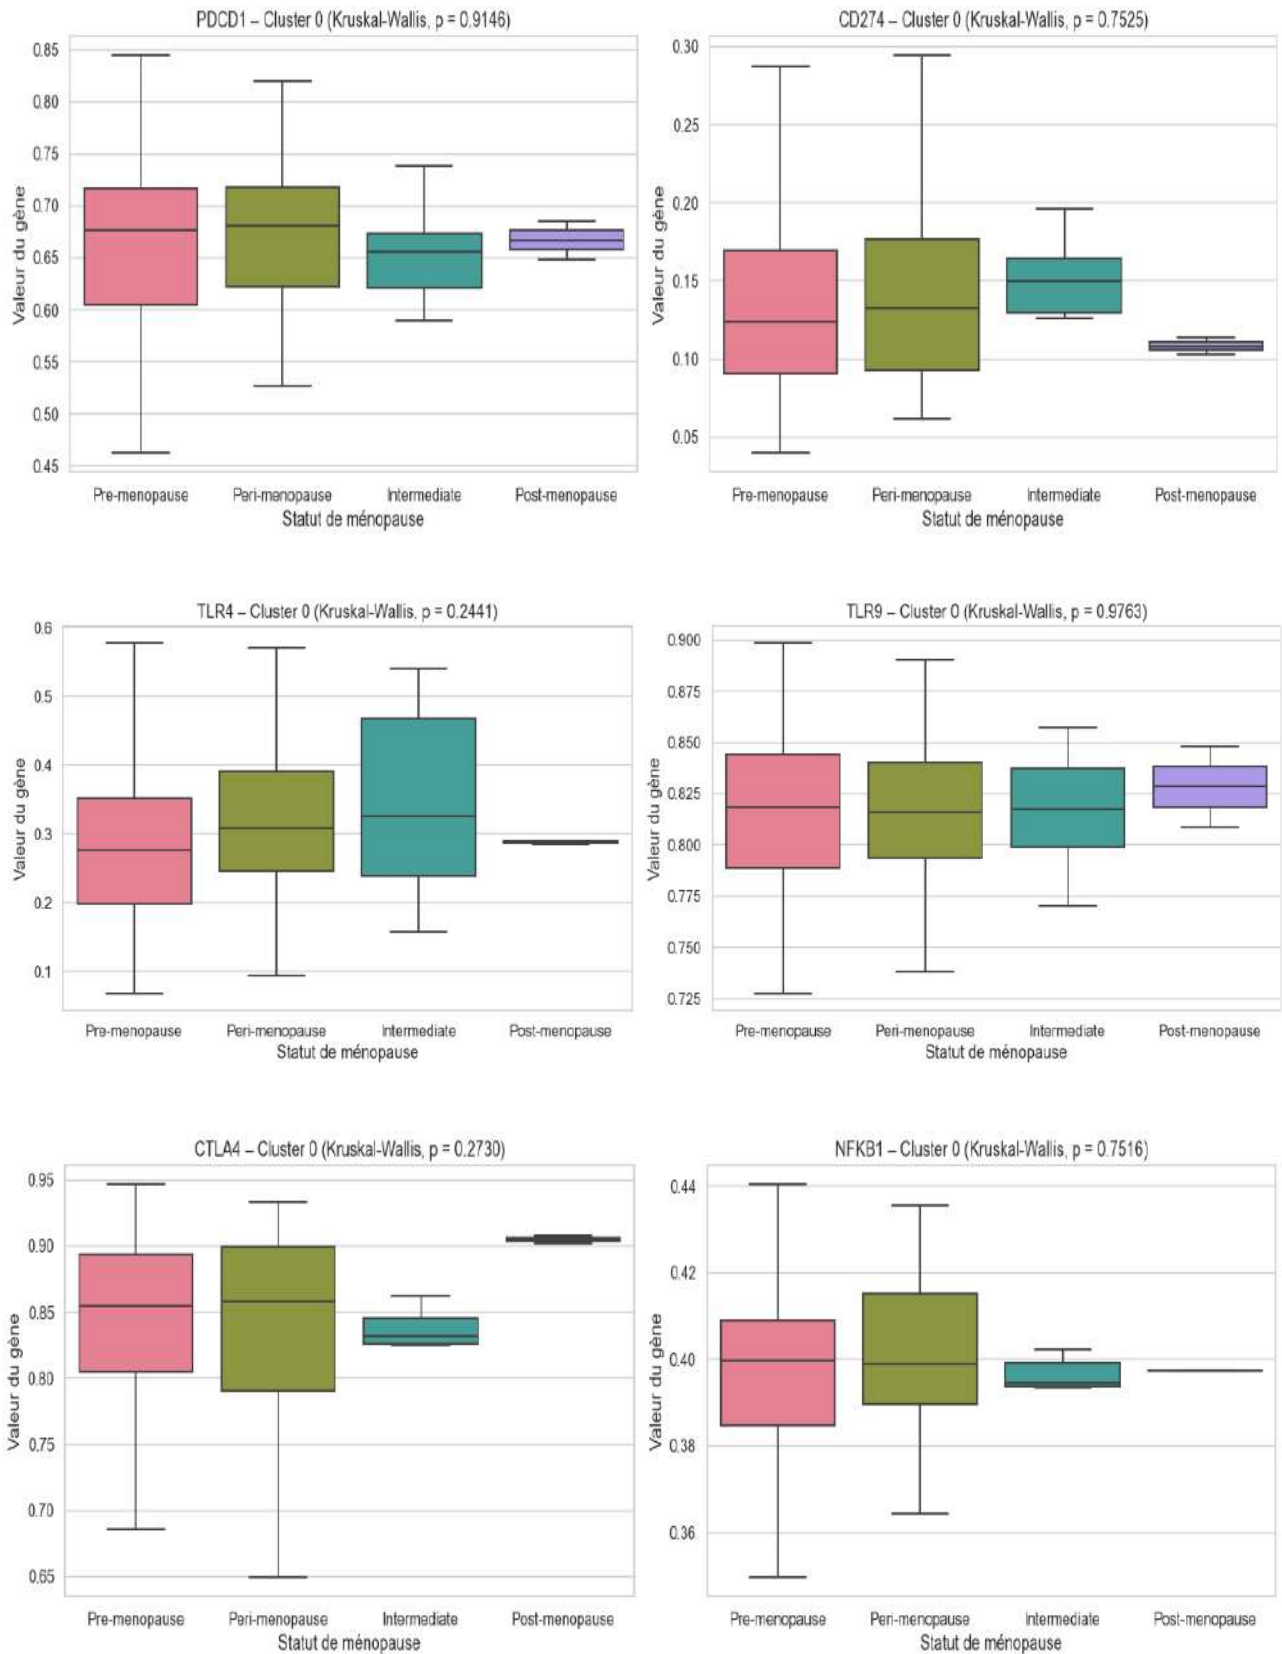 PDCD1 – Cluster 0 (Kruskal-Wallis, p = 0.9146)
0.85
0.80
0.75
0.70
0.65
0.60
0.55
0.50
0.45
Valeur du gène
Pre-menopause Peri-menopause Intermediate Post-menopause
Statut de ménopause
CD274 – Cluster 0 (Kruskal-Wallis, p = 0.7525)
0.30
0.25
0.20
0.15
0.10
0.05
Valeur du gène
Pre-menopause Peri-menopause Intermediate Post-menopause
Statut de ménopause
TLR4 – Cluster 0 (Kruskal-Wallis, p = 0.2441)
0.6
0.5
0.4
0.3
0.2
0.1
Valeur du gène
Pre-menopause Peri-menopause Intermediate Post-menopause
Statut de ménopause
TLR9 – Cluster 0 (Kruskal-Wallis, p = 0.9763)
0.900
0.875
0.850
0.825
0.800
0.775
0.750
0.725
Valeur du gène
Pre-menopause Peri-menopause Intermediate Post-menopause
Statut de ménopause
CTLA4 – Cluster 0 (Kruskal-Wallis, p = 0.2730)
0.95
0.90
0.85
0.80
0.75
0.70
0.65
Valeur du gène
Pre-menopause Peri-menopause Intermediate Post-menopause
Statut de ménopause
NFKB1 – Cluster 0 (Kruskal-Wallis, p = 0.7516)
0.44
0.42
0.40
0.38
0.36
Valeur du gène
Pre-menopause Peri-menopause Intermediate Post-menopause
Statut de ménopause